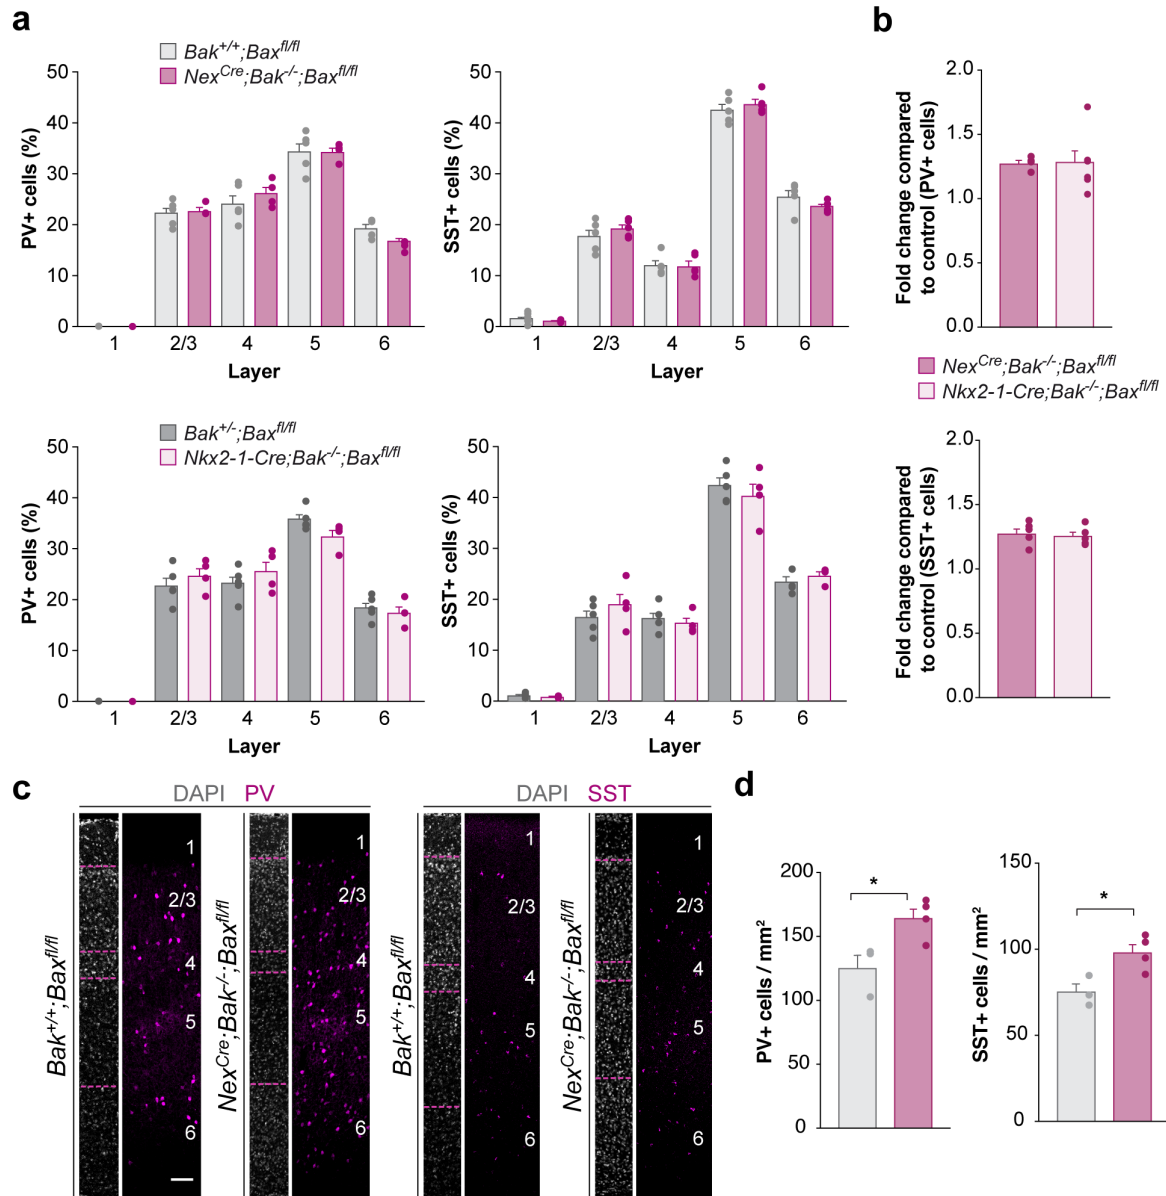 a
Bak+/+;Baxfl/fl
NexCre;Bak-/-;Baxfl/fl
PV+ cells (%)
50
40
30
20
10
0
1 2/3 4 5 6
Layer
SST+ cells (%)
50
40
30
20
10
0
1 2/3 4 5 6
Layer
Bak+/-;Baxfl/fl
Nkx2-1-Cre;Bak-/-;Baxfl/fl
PV+ cells (%)
50
40
30
20
10
0
1 2/3 4 5 6
Layer
SST+ cells (%)
50
40
30
20
10
0
1 2/3 4 5 6
Layer
b
Fold change compared
to control (PV+ cells)
2.0
1.5
1.0
0.5
0.0
NexCre;Bak-/-;Baxfl/fl
Nkx2-1-Cre;Bak-/-;Baxfl/fl
Fold change compared
to control (SST+ cells)
2.0
1.5
1.0
0.5
0.0
c
DAPI PV
Bak+/+;Baxfl/fl
NexCre;Bak-/-;Baxfl/fl
1
2/3
4
5
6
DAPI SST
Bak+/+;Baxfl/fl
NexCre;Bak-/-;Baxfl/fl
1
2/3
4
5
6
1
2/3
4
5
6
1
2/3
4
5
6
d
PV+ cells / mm²
200
150
100
50
0
*
SST+ cells / mm²
150
100
50
0
*